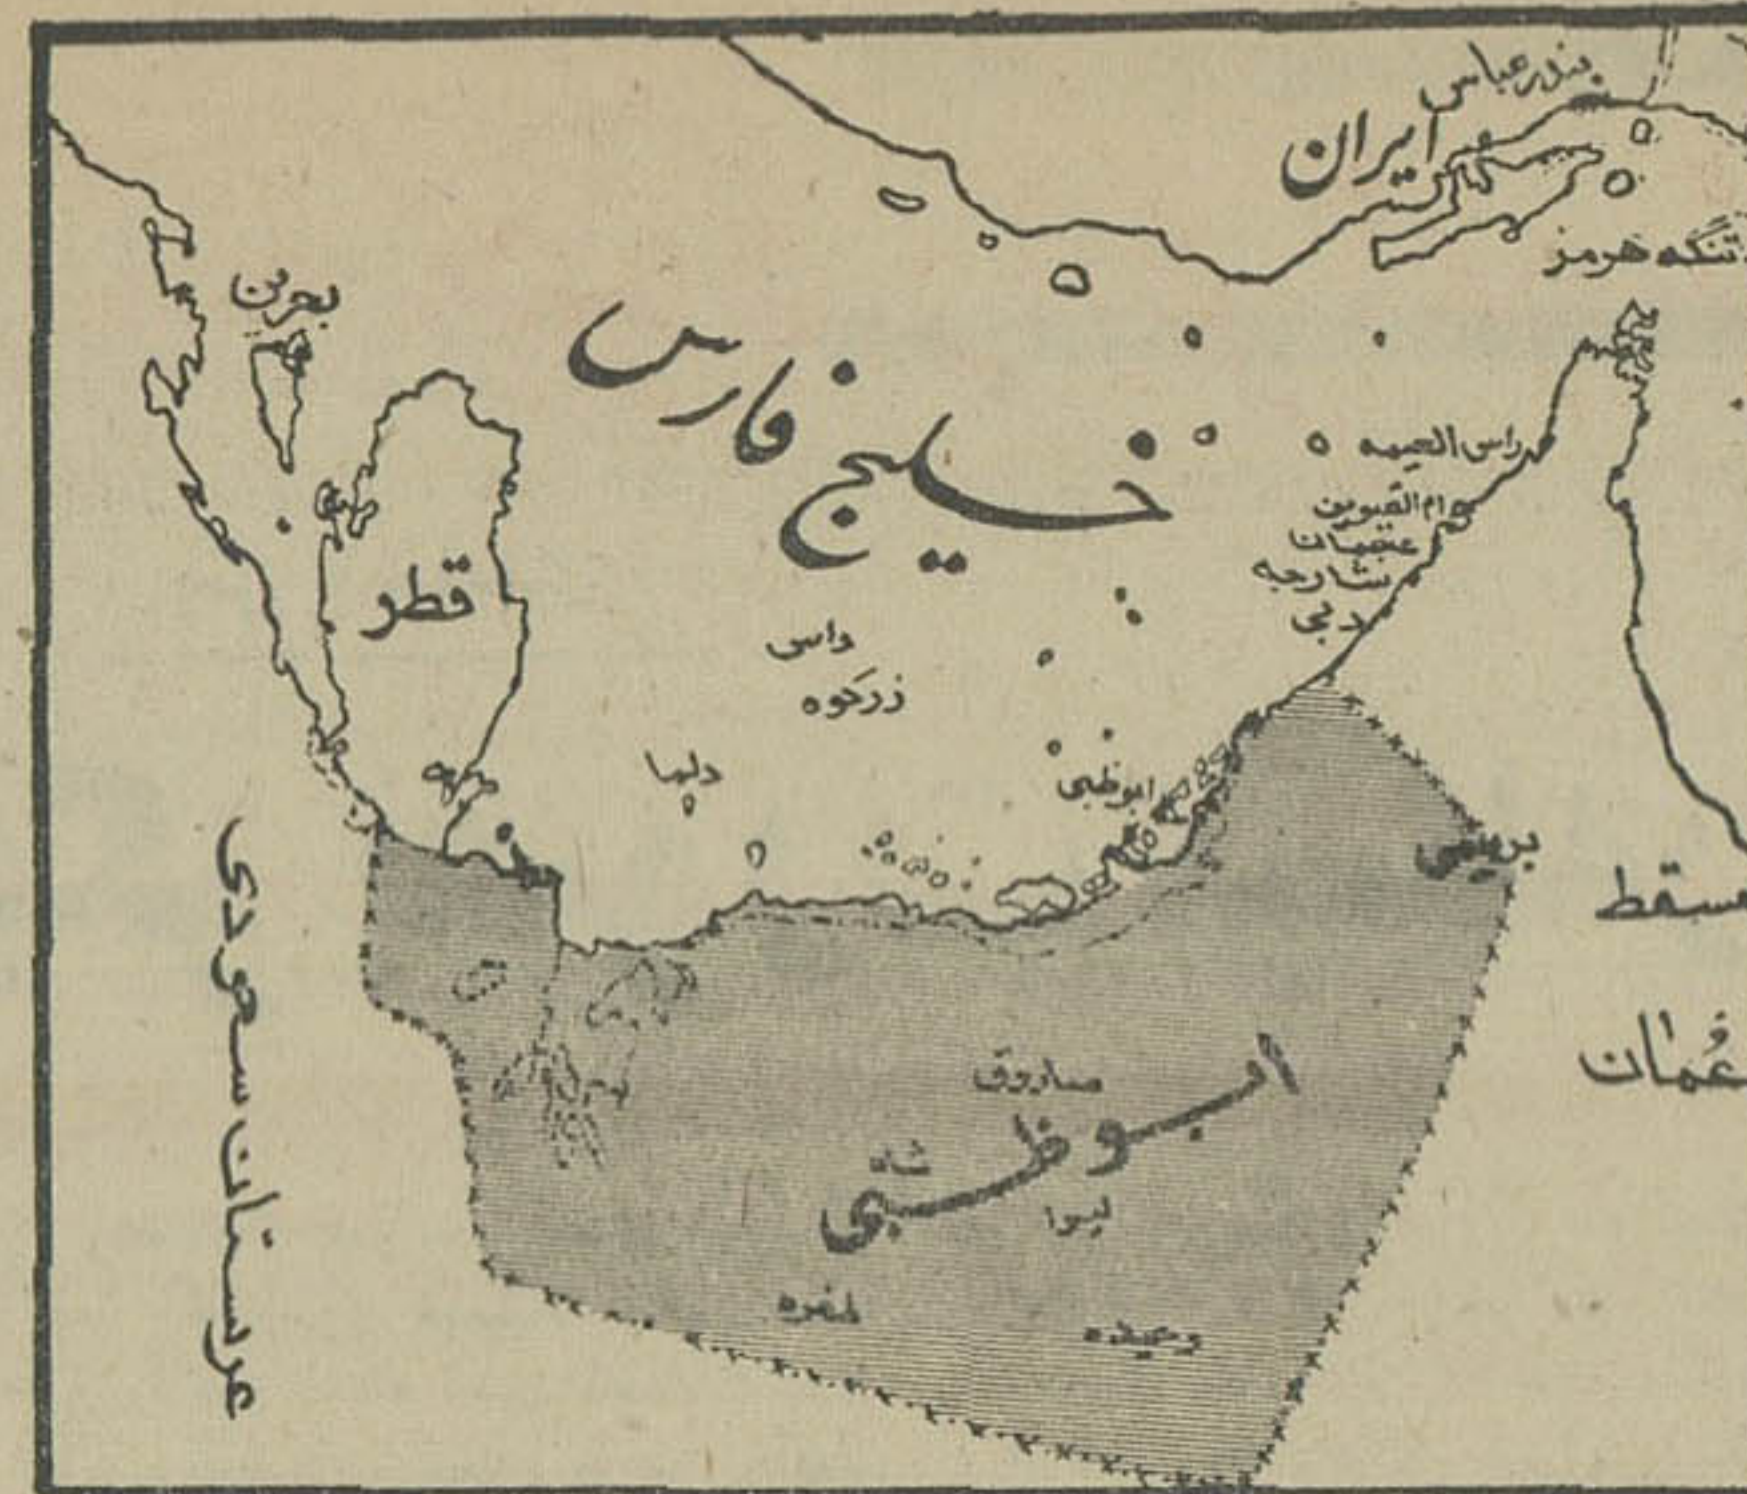 بندرعباس
ایران
تنگه هرمز
بحرین
خلیج فارس
راس الخیمه
ام القیوین
عجمان
شارجه
دبی
قطر
داس
زرکوه
دلما
ابوظبی
بریمی
مسقط
عُمان
عربستان سعودی
ابوظبی
شاه
لیوا